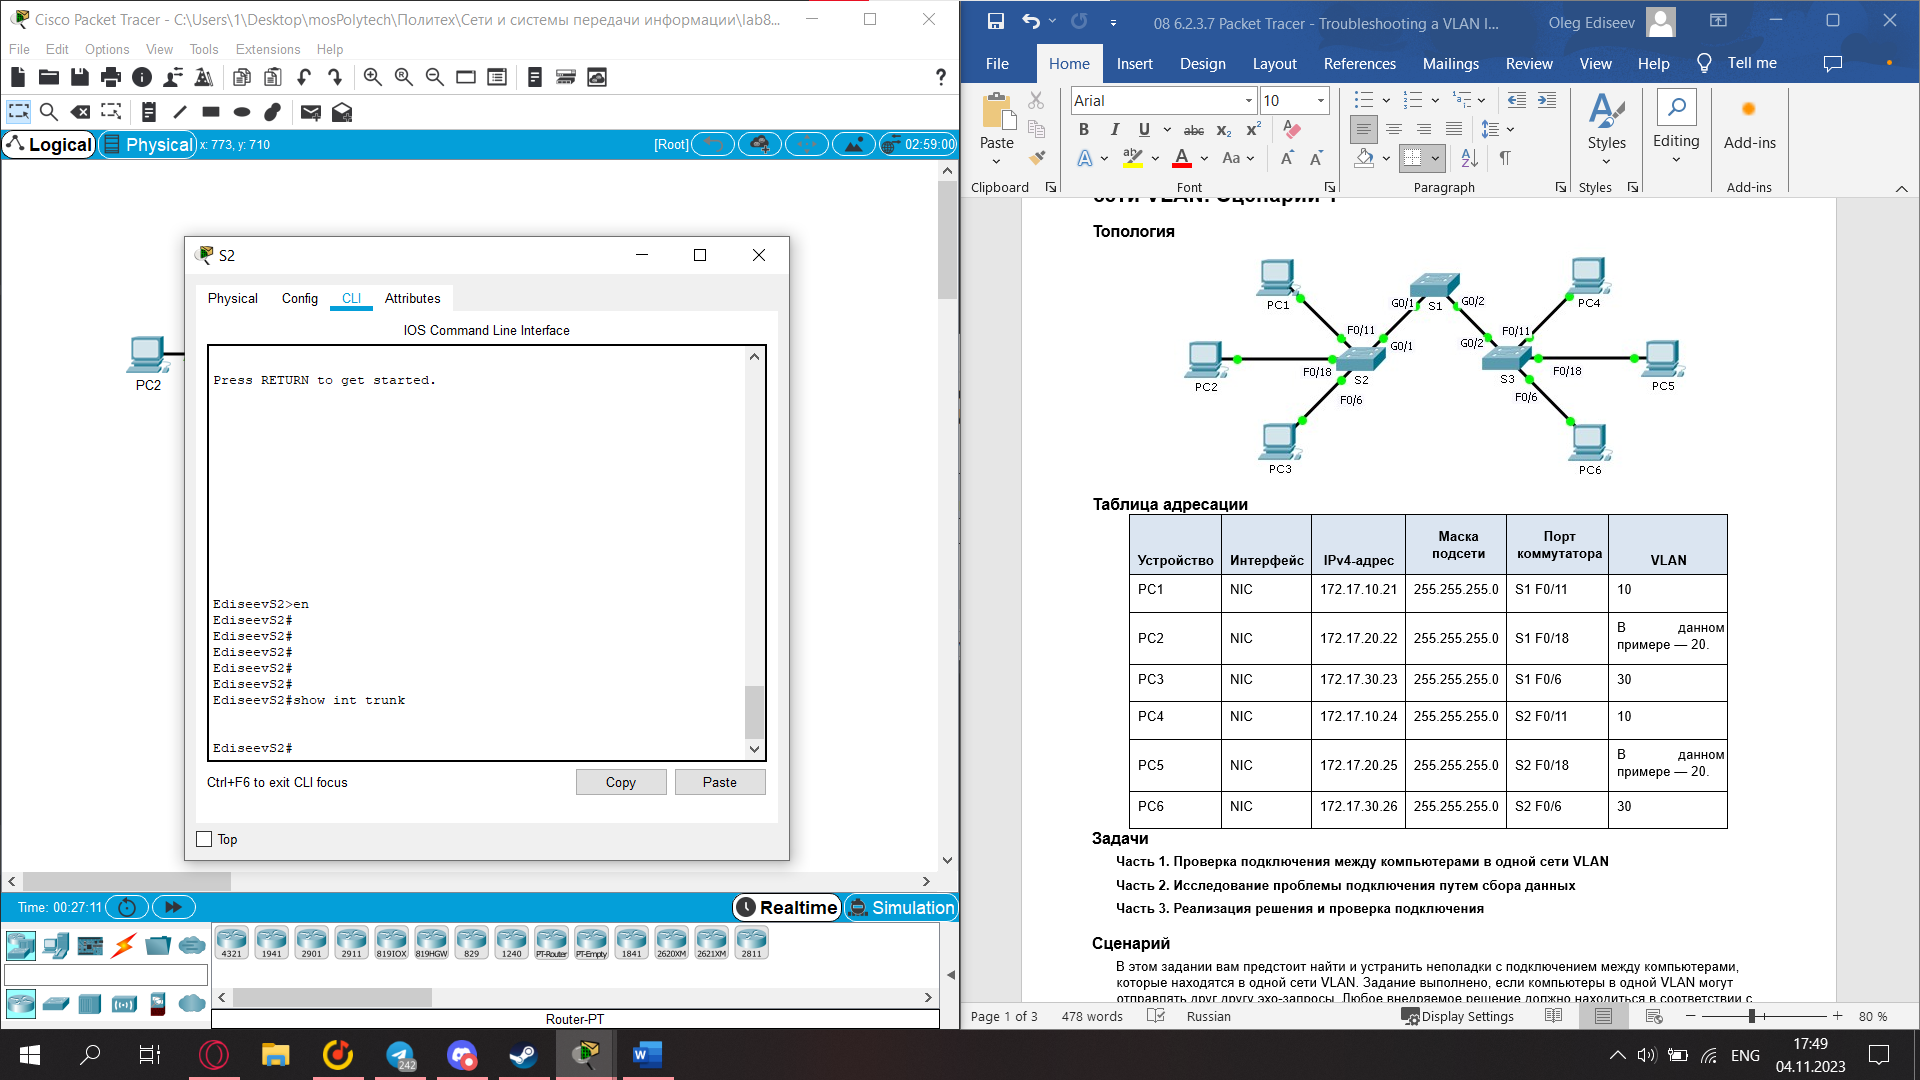 Cisco Packet Tracer - C:\Users\1\Desktop\mosPolytech\Политех\Сети и системы передачи информации\lab8...
File Edit Options View Tools Extensions Help
Logical Physical x: 773, y: 710 [Root] 02:59:00
PC2
S2
Physical Config CLI Attributes
IOS Command Line Interface
Press RETURN to get started.
EdiseevS2>en
EdiseevS2#
EdiseevS2#
EdiseevS2#
EdiseevS2#
EdiseevS2#
EdiseevS2#show int trunk
EdiseevS2#
Ctrl+F6 to exit CLI focus
Copy Paste
Top
Time: 00:27:11
Realtime Simulation
4321 1941 2901 2911 819IOX 819HGW 829 1240 PT-Router PT-Empty 1841 2620XM 2621XM 2811
Router-PT
08 6.2.3.7 Packet Tracer - Troubleshooting a VLAN I...
Oleg Ediseev
File Home Insert Design Layout References Mailings Review View Help Tell me
Paste
Clipboard
Arial 10
Font
Paragraph
Styles
Styles
Editing
Add-ins
Add-ins
сети VLAN. Сценарий 1
Топология
PC1
PC2
PC3
PC4
PC5
PC6
S1
S2
S3
G0/1
G0/2
F0/11
G0/1
G0/2
F0/11
F0/18
F0/18
F0/6
F0/6
Таблица адресации
Устройство Интерфейс IPv4-адрес Маска подсети Порт коммутатора VLAN
PC1 NIC 172.17.10.21 255.255.255.0 S1 F0/11 10
PC2 NIC 172.17.20.22 255.255.255.0 S1 F0/18 В данном примере — 20.
PC3 NIC 172.17.30.23 255.255.255.0 S1 F0/6 30
PC4 NIC 172.17.10.24 255.255.255.0 S2 F0/11 10
PC5 NIC 172.17.20.25 255.255.255.0 S2 F0/18 В данном примере — 20.
PC6 NIC 172.17.30.26 255.255.255.0 S2 F0/6 30
Задачи
Часть 1. Проверка подключения между компьютерами в одной сети VLAN
Часть 2. Исследование проблемы подключения путем сбора данных
Часть 3. Реализация решения и проверка подключения
Сценарий
В этом задании вам предстоит найти и устранить неполадки с подключением между компьютерами,
которые находятся в одной сети VLAN. Задание выполнено, если компьютеры в одной VLAN могут
отправлять друг другу эхо-запросы. Любое внедряемое решение должно находиться в соответствии с
Page 1 of 3 478 words Russian Display Settings 80 %
242
ENG
17:49
04.11.2023